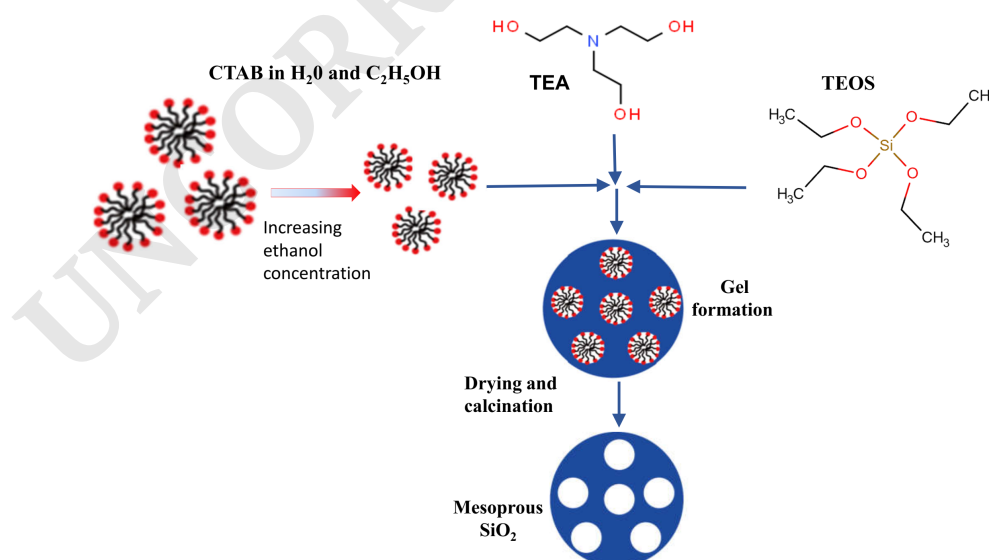 UNCORR
CTAB in H₂0 and C₂H₅OH
HO
N
OH
OH
TEA
TEOS
H₃C
O
O
CH
Si
O
O
H₃C
CH₃
Increasing
ethanol
concentration
Gel
formation
Drying and
calcination
Mesoprous
SiO₂